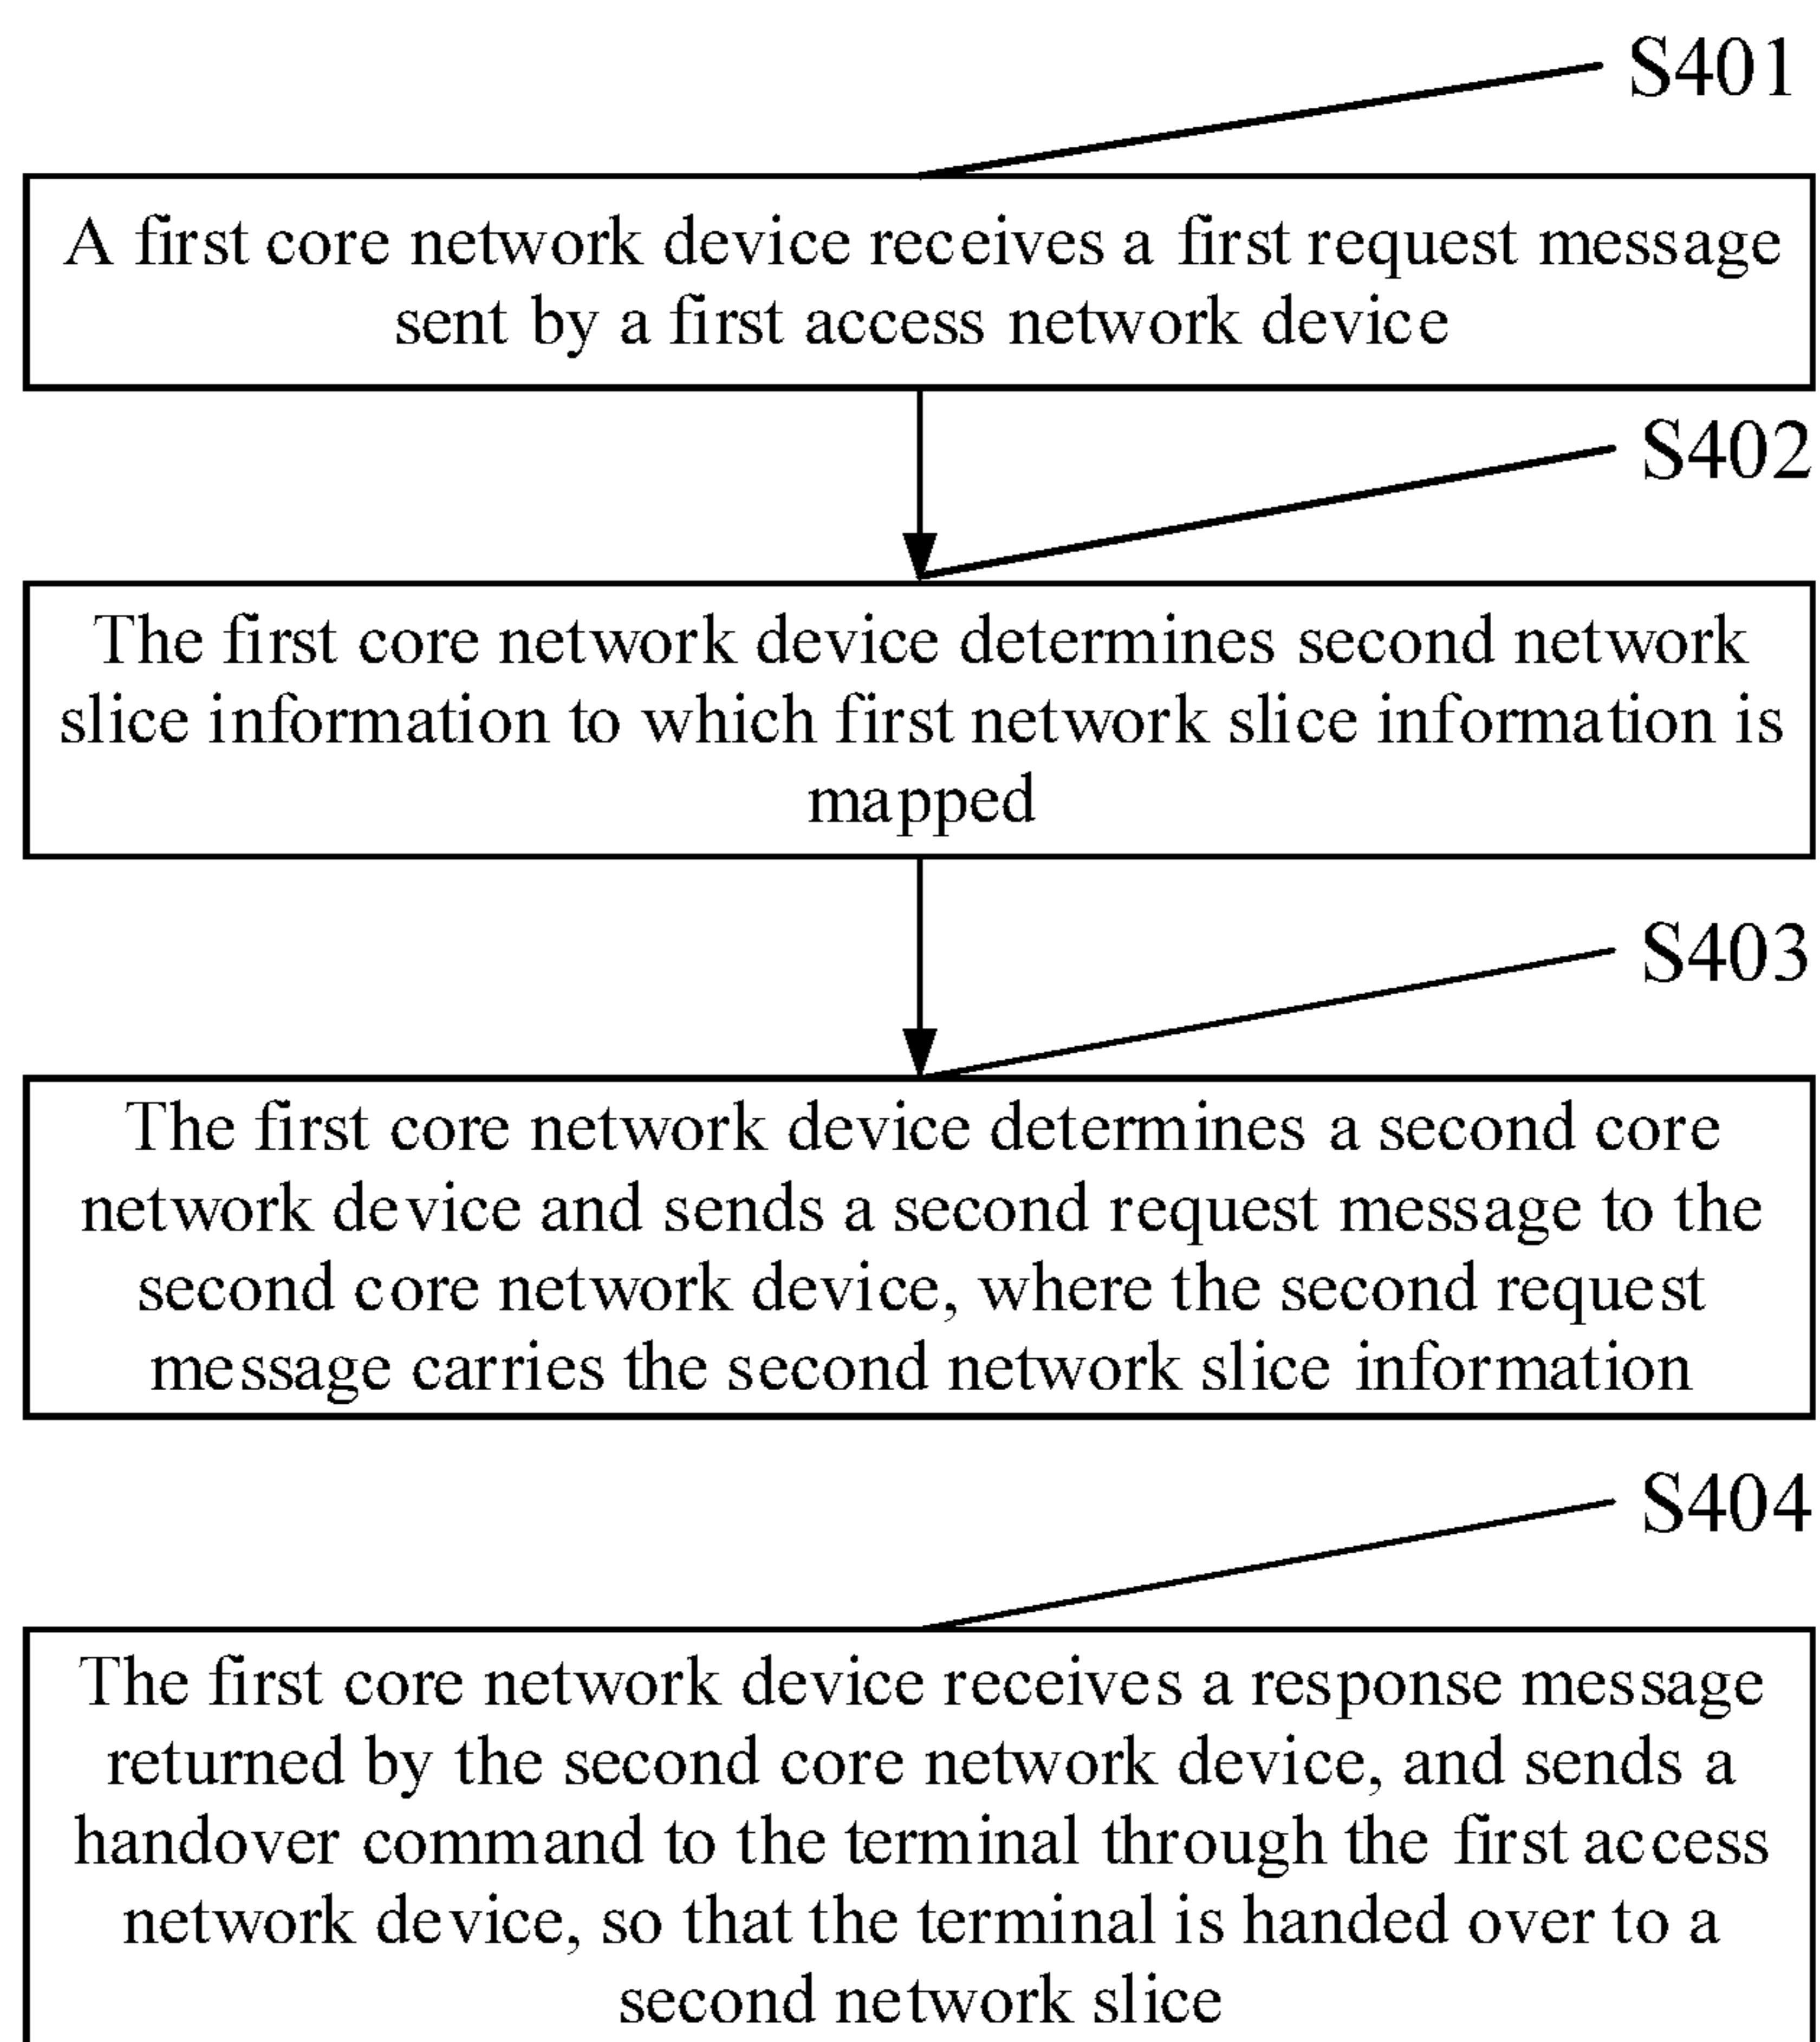 S401
A first core network device receives a first request message
sent by a first access network device
S402
The first core network device determines second network
slice information to which first network slice information is
mapped
S403
The first core network device determines a second core
network device and sends a second request message to the
second core network device, where the second request
message carries the second network slice information
S404
The first core network device receives a response message
returned by the second core network device, and sends a
handover command to the terminal through the first access
network device, so that the terminal is handed over to a
second network slice